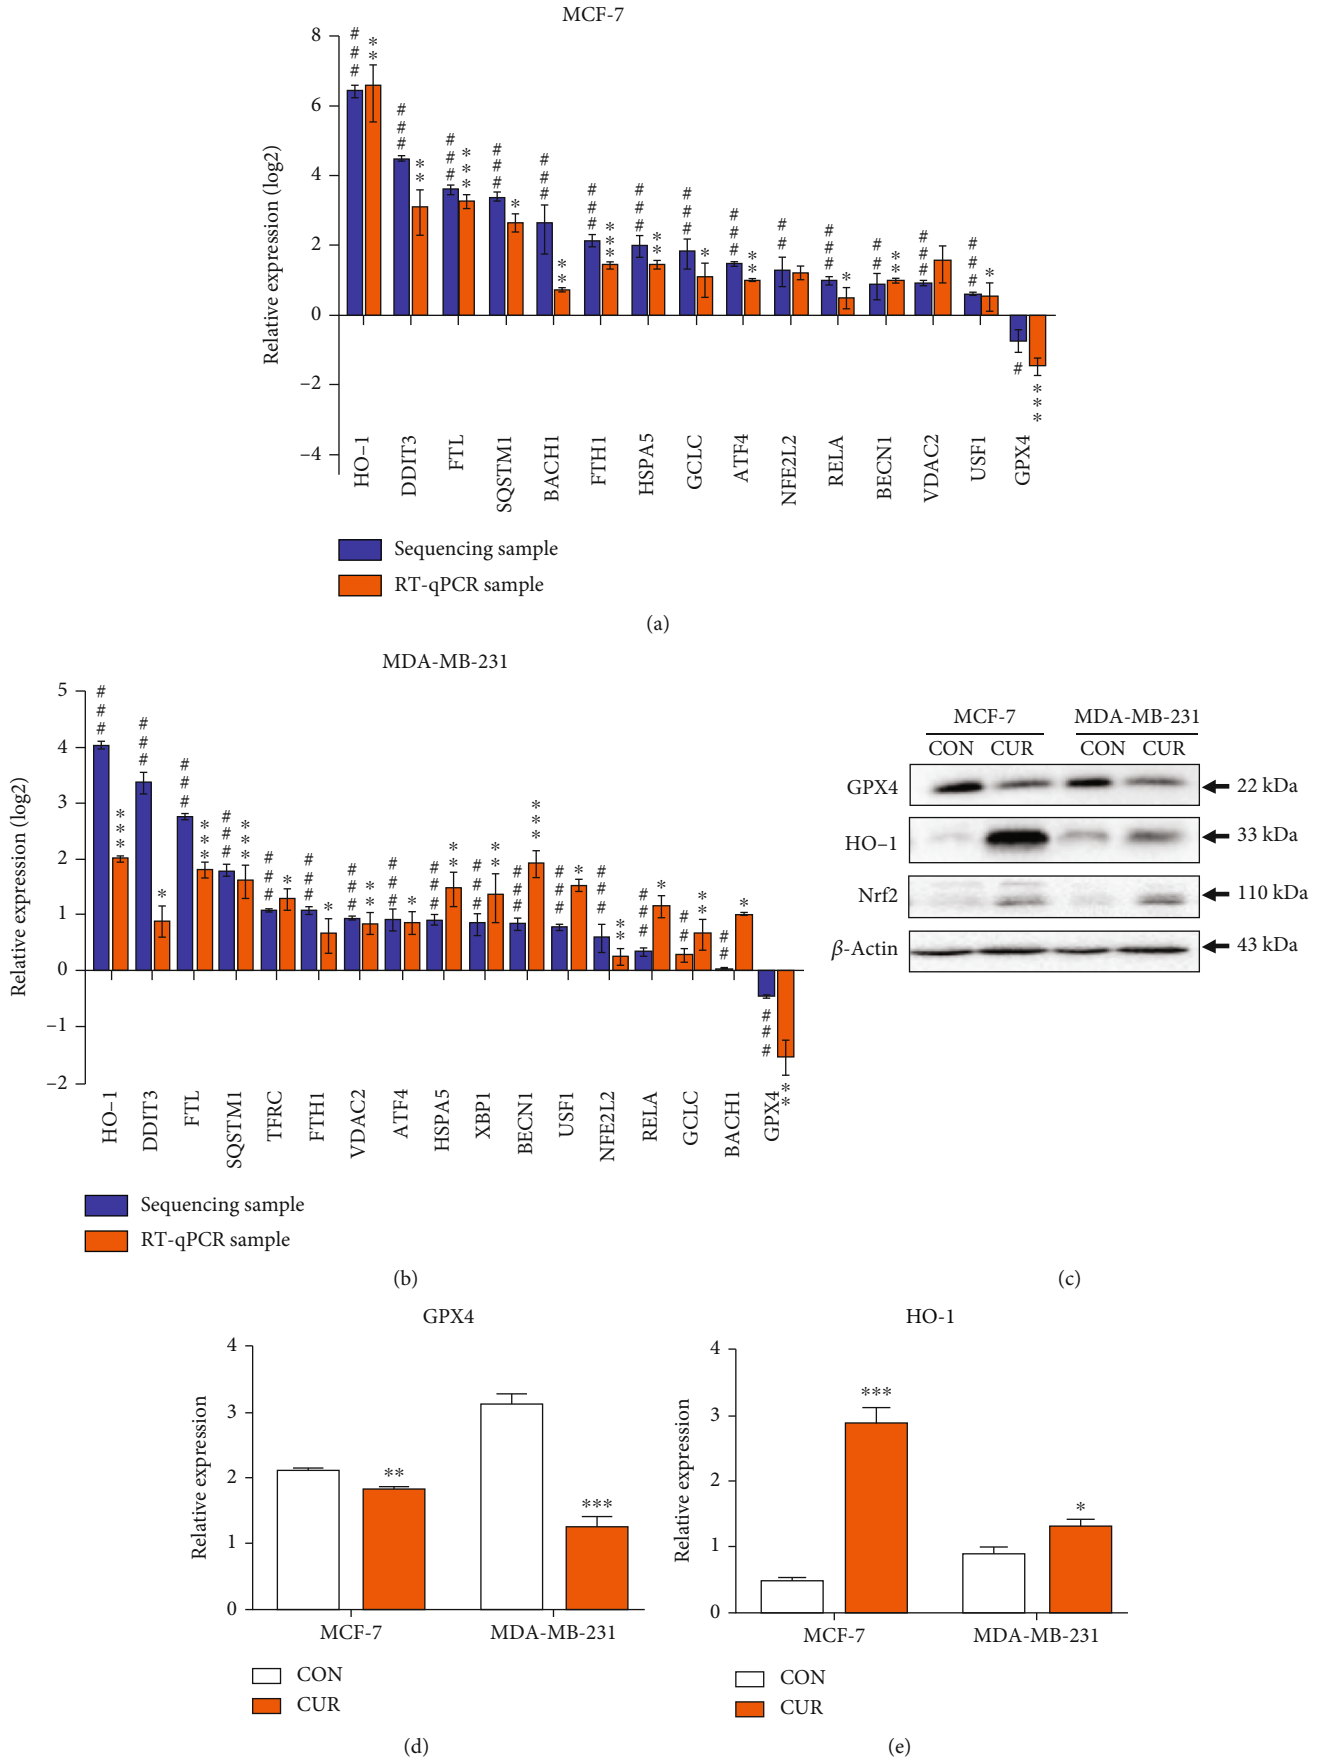 MCF-7
Relative expression (log2)
8
6
4
2
0
−2
−4
###
**
###
**
###
***
###
*
###
**
###
***
###
**
###
*
###
**
##
###
*
##
**
###
###
*
#
***
HO–1
DDIT3
FTL
SQSTM1
BACH1
FTH1
HSPA5
GCLC
ATF4
NFE2L2
RELA
BECN1
VDAC2
USF1
GPX4
Sequencing sample
RT-qPCR sample
(a)
MDA-MB-231
Relative expression (log2)
5
4
3
2
1
0
−1
−2
###
***
###
*
###
***
###
***
###
*
###
*
###
**
###
*
###
**
###
**
###
***
###
*
###
**
###
*
##
**
##
*
###
**
HO–1
DDIT3
FTL
SQSTM1
TFRC
FTH1
VDAC2
ATF4
HSPA5
XBP1
BECN1
USF1
NFE2L2
RELA
GCLC
BACH1
GPX4
Sequencing sample
RT-qPCR sample
(b)
MCF-7 MDA-MB-231
CON CUR CON CUR
GPX4 22 kDa
HO–1 33 kDa
Nrf2 110 kDa
β-Actin 43 kDa
(c)
GPX4
Relative expression
4
3
2
1
0
**
***
MCF-7 MDA-MB-231
CON
CUR
(d)
HO-1
Relative expression
4
3
2
1
0
***
*
MCF-7 MDA-MB-231
CON
CUR
(e)